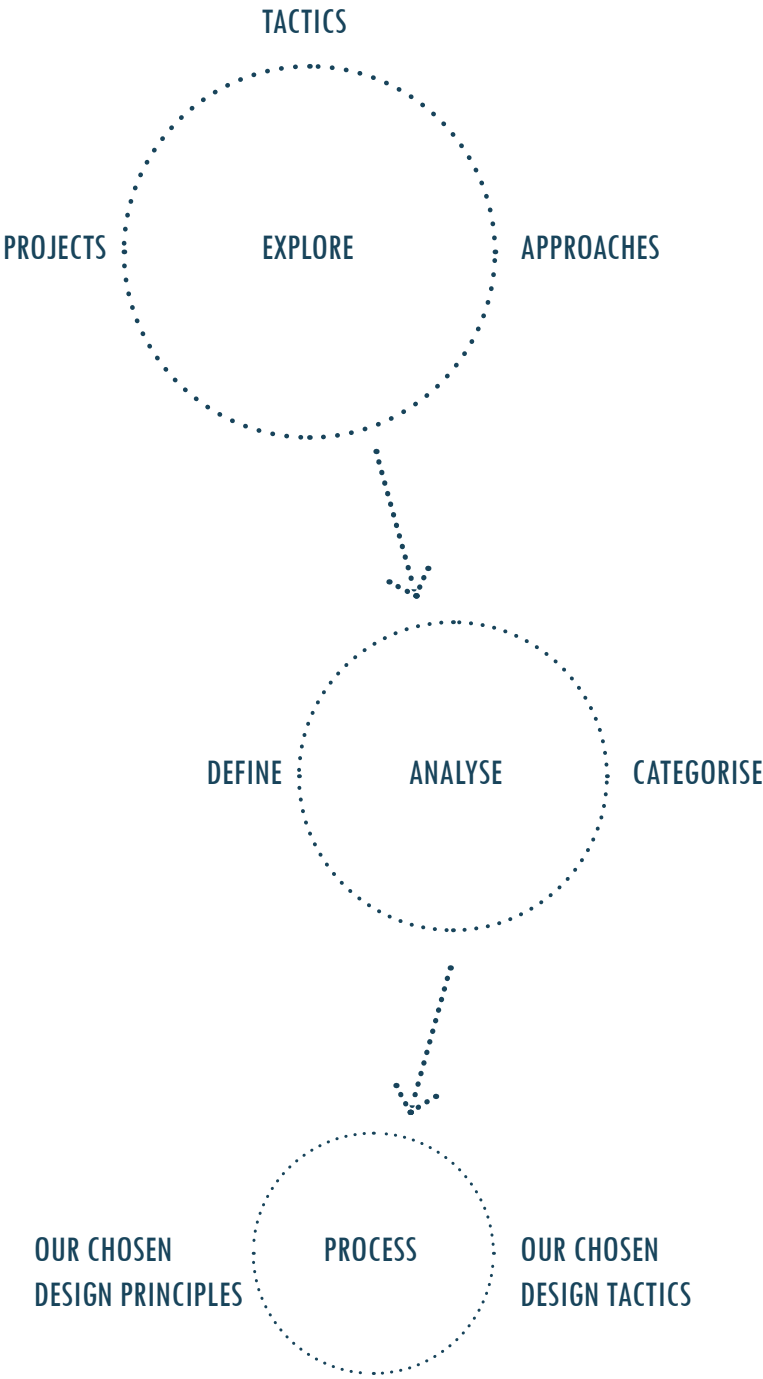 TACTICS
PROJECTS
EXPLORE
APPROACHES
DEFINE
ANALYSE
CATEGORISE
OUR CHOSEN
DESIGN PRINCIPLES
PROCESS
OUR CHOSEN
DESIGN TACTICS